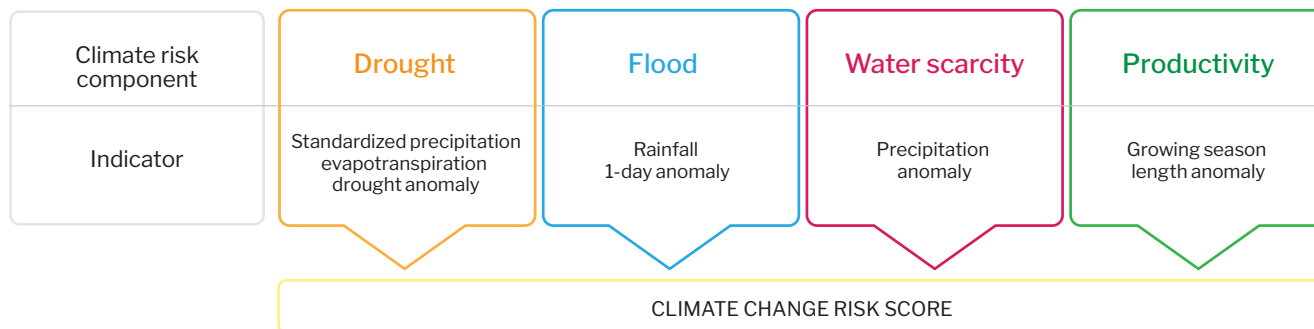 Climate risk
component
Drought
Flood
Water scarcity
Productivity
Indicator
Standardized precipitation
evapotranspiration
drought anomaly
Rainfall
1-day anomaly
Precipitation
anomaly
Growing season
length anomaly
CLIMATE CHANGE RISK SCORE